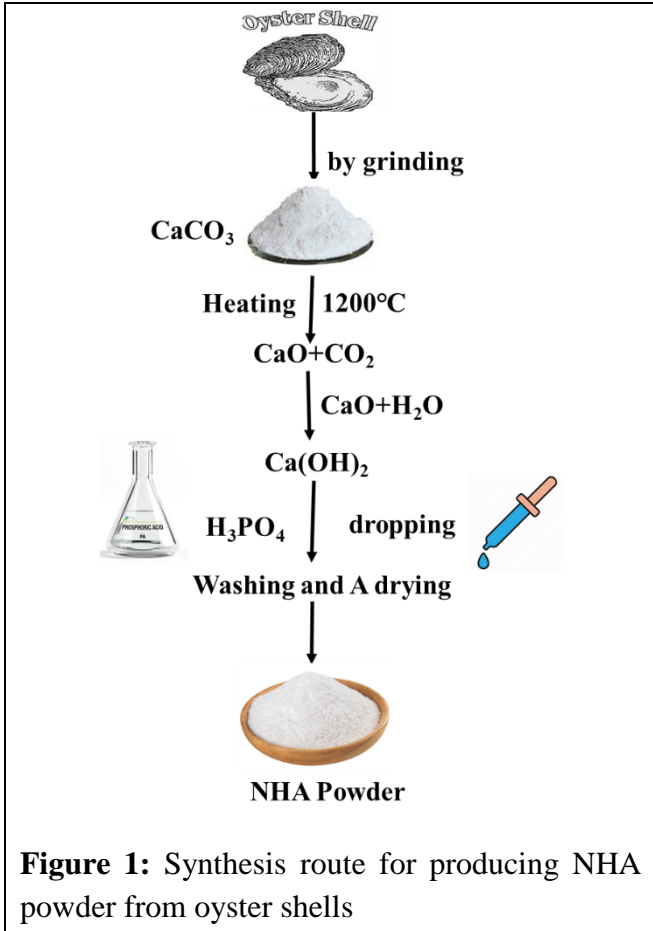 Oyster Shell
by grinding
CaCO₃
Heating 1200°C
CaO+CO₂
CaO+H₂O
Ca(OH)₂
PHOSPHORIC ACID
PA
H₃PO₄ dropping
Washing and A drying
NHA Powder
Figure 1: Synthesis route for producing NHA
powder from oyster shells